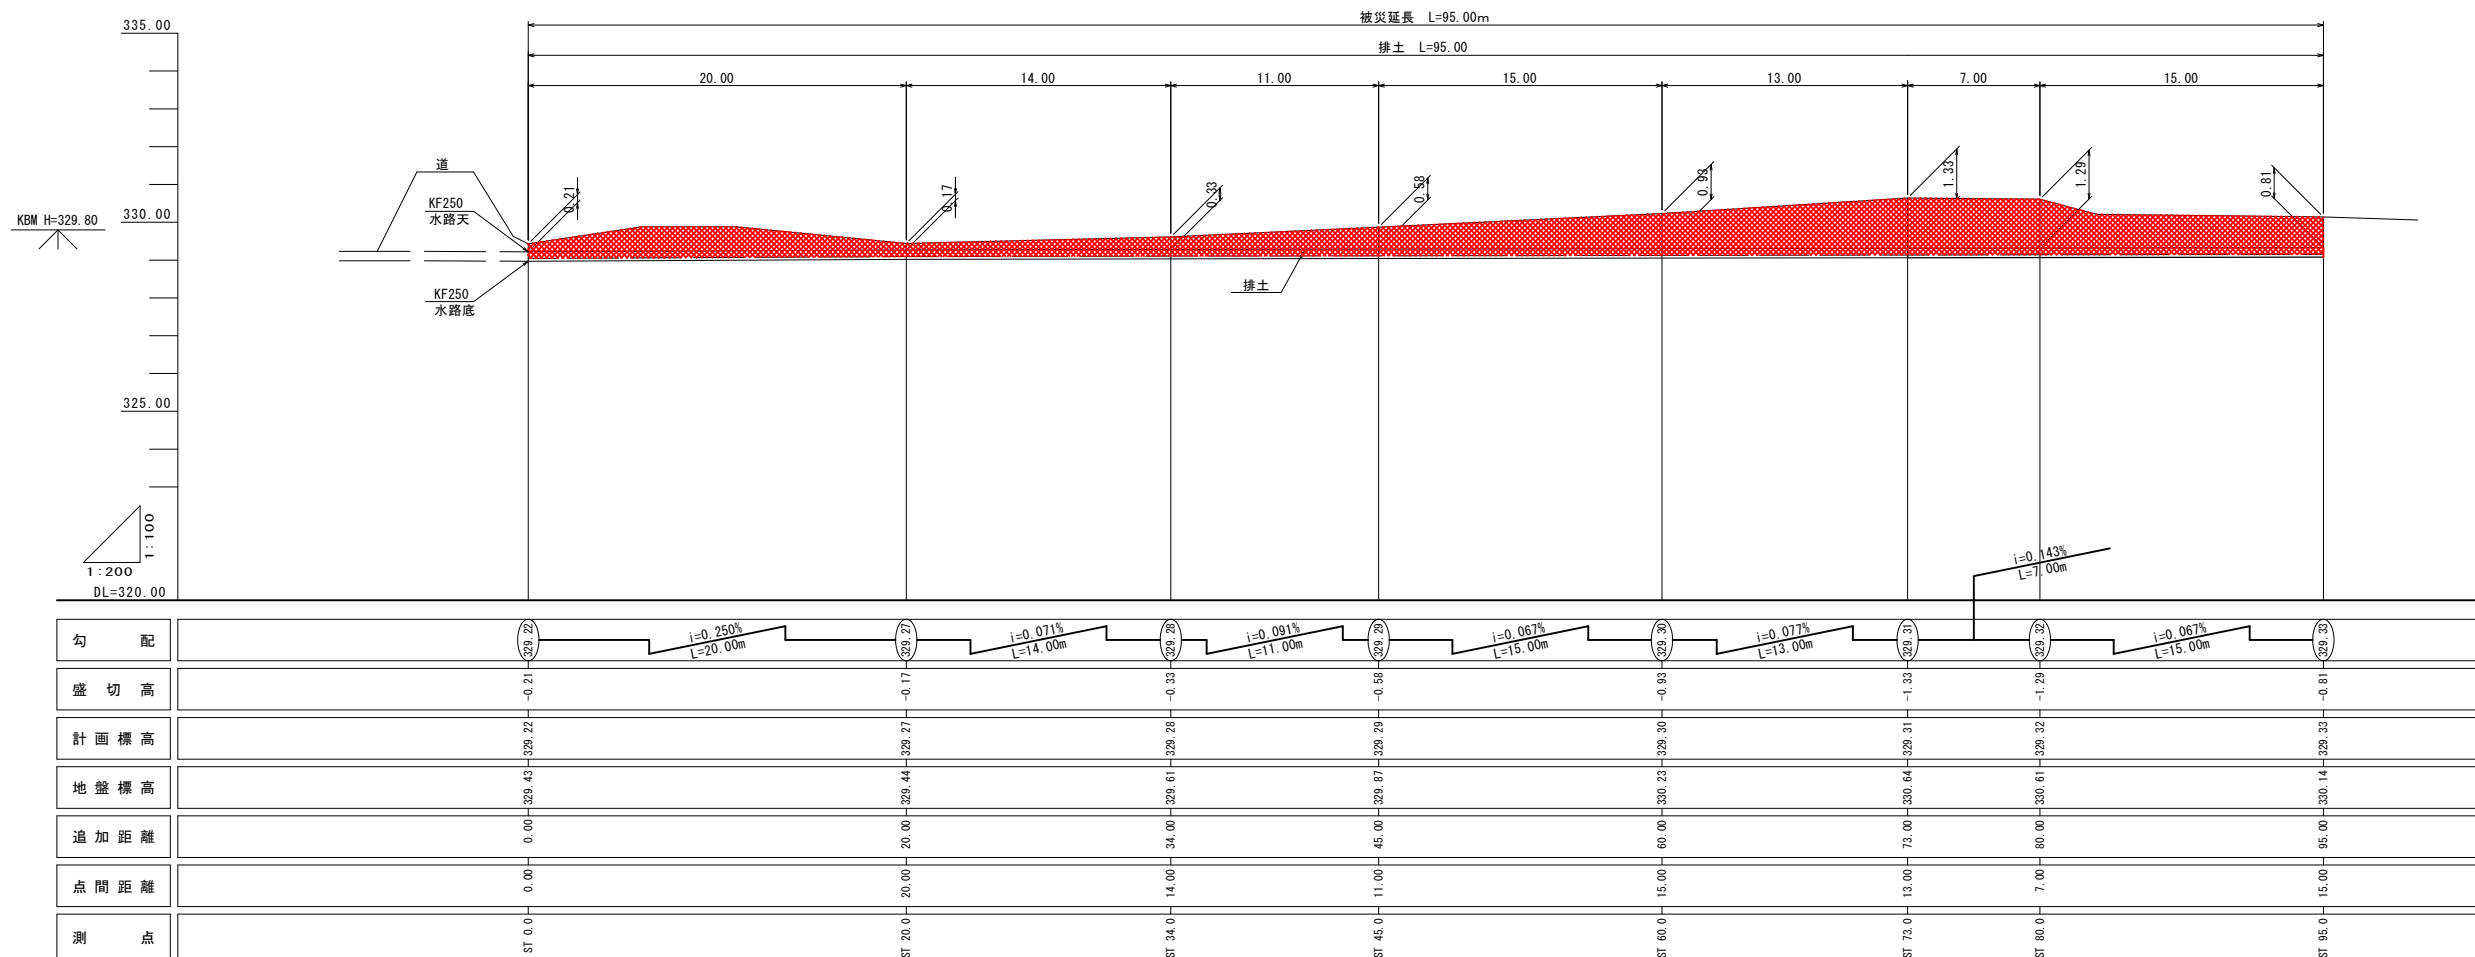 被災延長 L=95.00m
335.00
排土 L=95.00
20.00 14.00 11.00 15.00 13.00 7.00 15.00
道
0.21 0.17 0.33 0.58 0.93 1.33 1.29 0.81
KF250
水路天
330.00
KBM H=329.80
排土
KF250
水路底
325.00
1:100
1:200
DL=320.00
i=0.143%
L=7.00m
勾配 329.22 329.27 329.28 329.29 329.30 329.31 329.32 329.33
i=0.250% i=0.071% i=0.091% i=0.067% i=0.077% i=0.067%
L=20.00m L=14.00m L=11.00m L=15.00m L=13.00m L=15.00m
盛切高 -0.21 -0.17 -0.33 -0.58 -0.93 -1.33 -1.29 -0.81
計画標高 329.22 329.27 329.28 329.29 329.30 329.31 329.32 329.33
地盤標高 329.43 329.44 329.61 329.87 330.23 330.64 330.61 330.14
追加距離 0.00 20.00 34.00 45.00 60.00 73.00 80.00 95.00
点間距離 0.00 20.00 14.00 11.00 15.00 13.00 7.00 15.00
測点 ST 0.0 ST 20.0 ST 34.0 ST 45.0 ST 60.0 ST 73.0 ST 80.0 ST 95.0